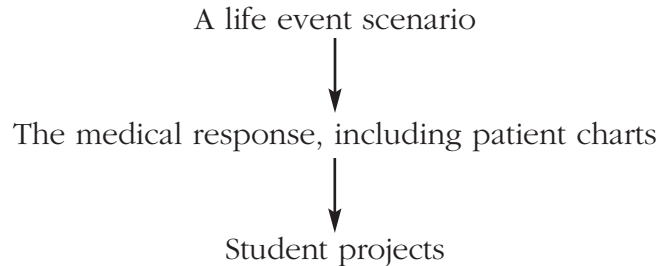 A life event scenario
The medical response, including patient charts
Student projects